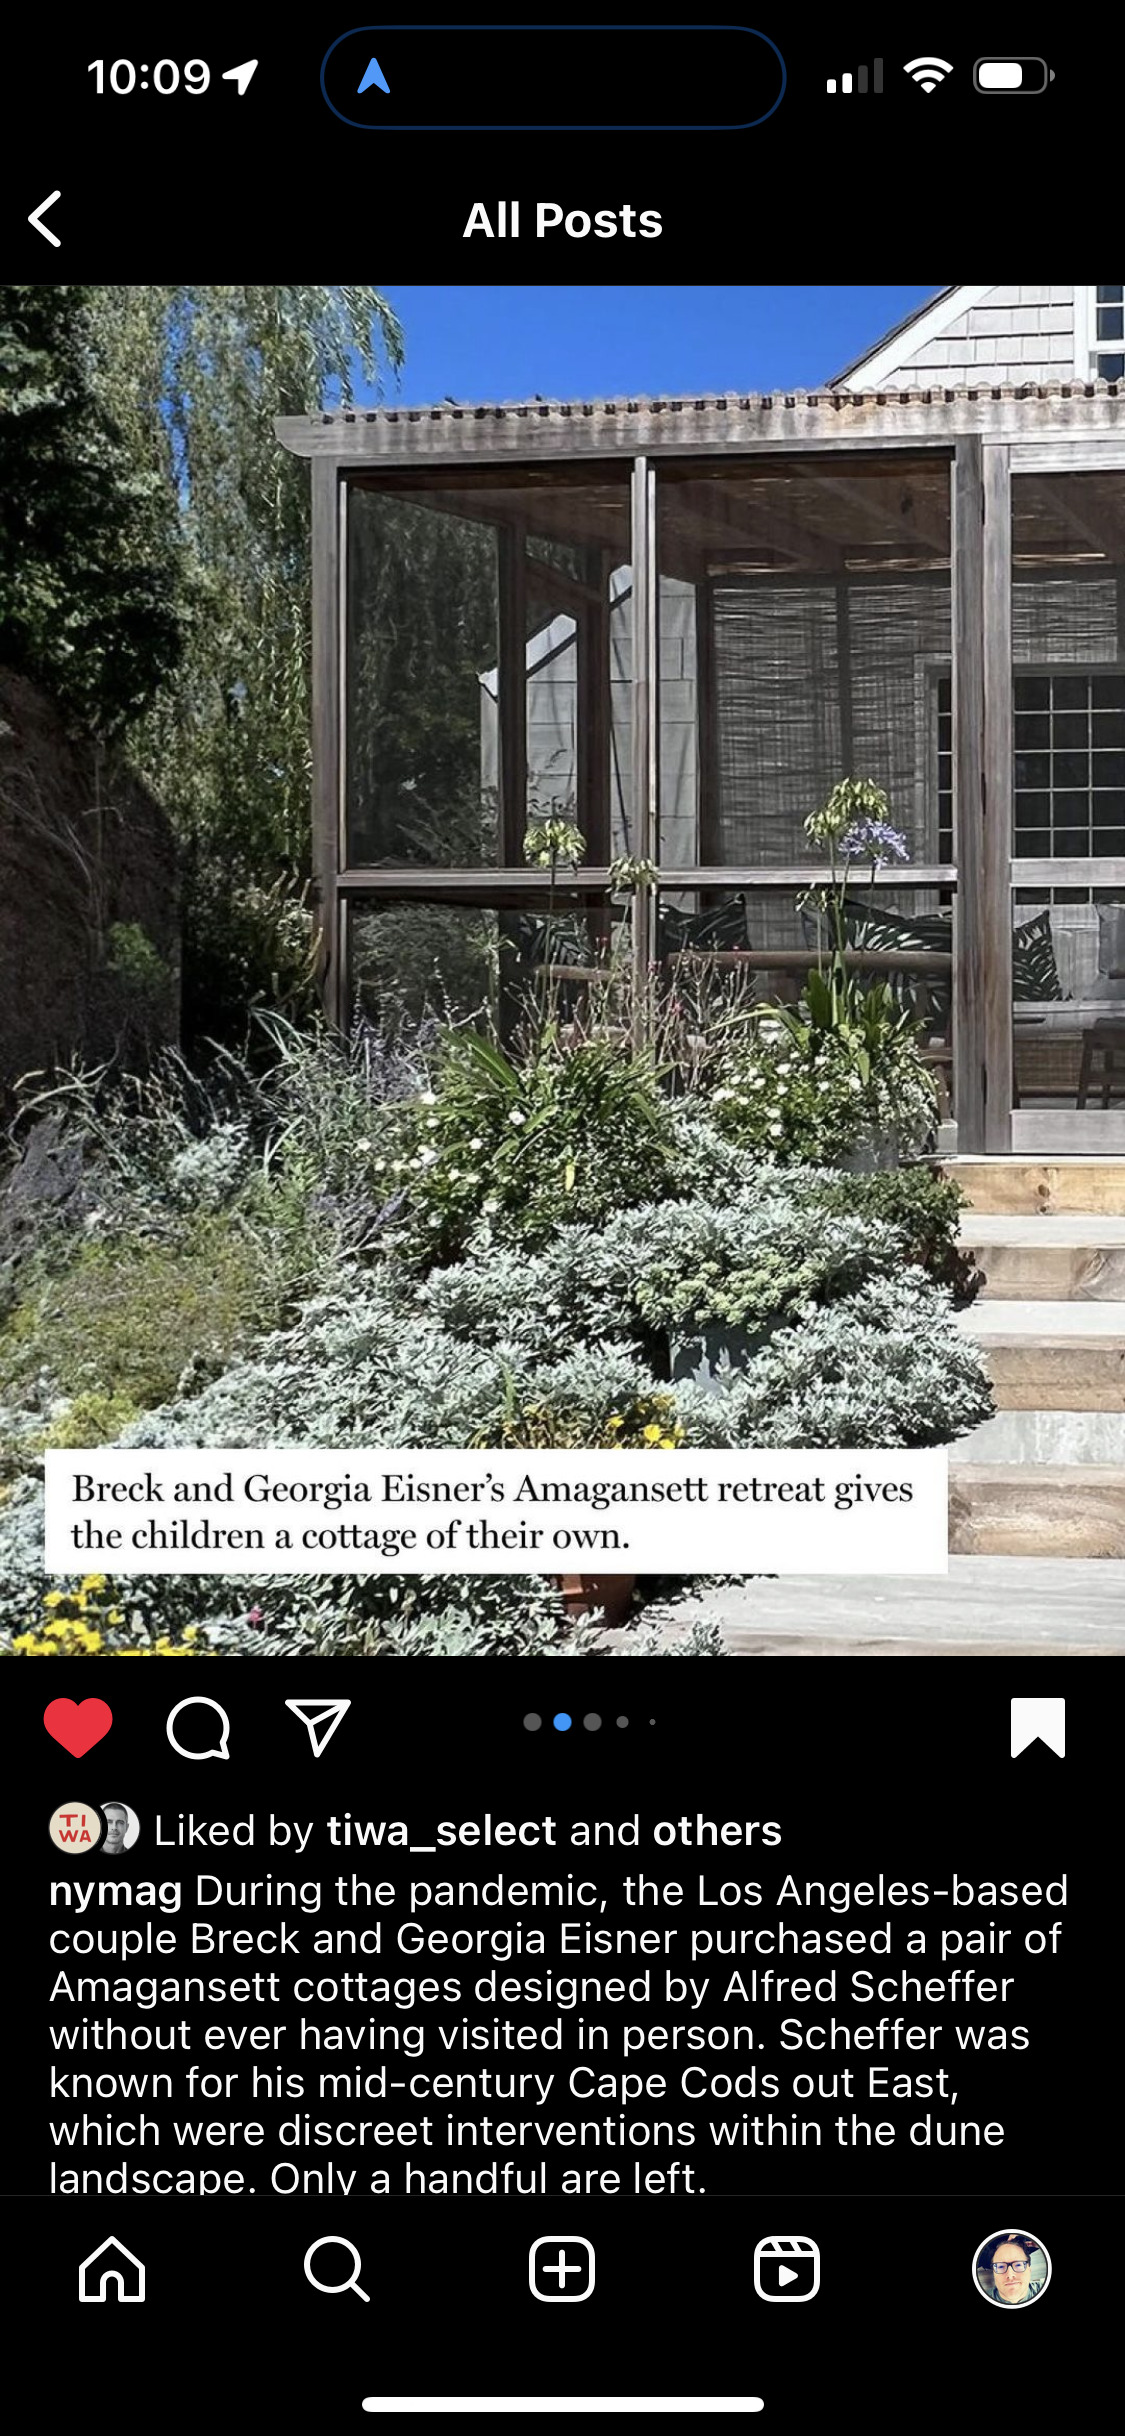 10:09
All Posts
Breck and Georgia Eisner’s Amagansett retreat gives
the children a cottage of their own.
TI
WA
Liked by tiwa_select and others
nymag During the pandemic, the Los Angeles-based
couple Breck and Georgia Eisner purchased a pair of
Amagansett cottages designed by Alfred Scheffer
without ever having visited in person. Scheffer was
known for his mid-century Cape Cods out East,
which were discreet interventions within the dune
landscape. Only a handful are left.